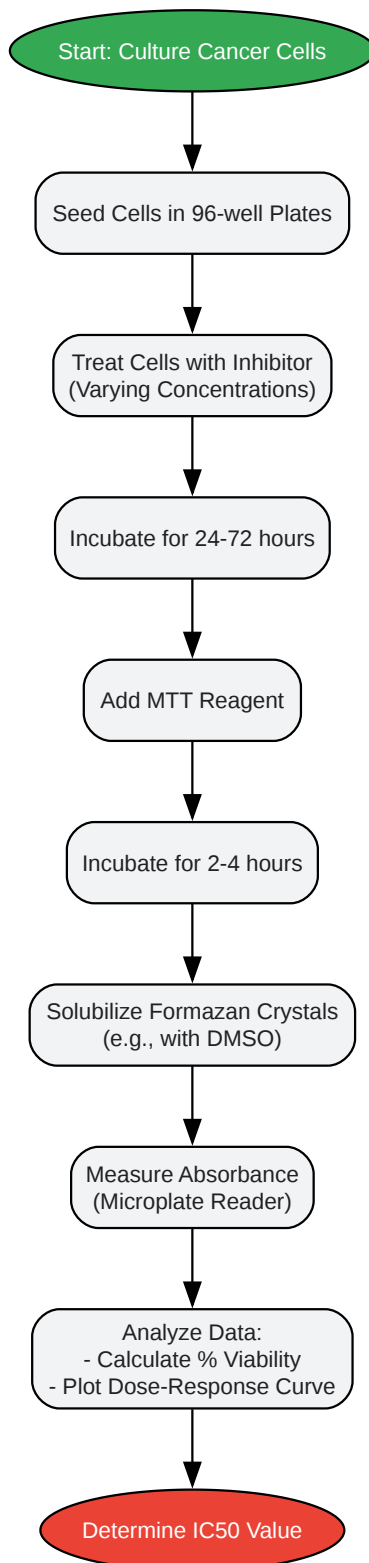 Start: Culture Cancer Cells
Seed Cells in 96-well Plates
Treat Cells with Inhibitor
(Varying Concentrations)
Incubate for 24-72 hours
Add MTT Reagent
Incubate for 2-4 hours
Solubilize Formazan Crystals
(e.g., with DMSO)
Measure Absorbance
(Microplate Reader)
Analyze Data:
- Calculate % Viability
- Plot Dose-Response Curve
Determine IC50 Value